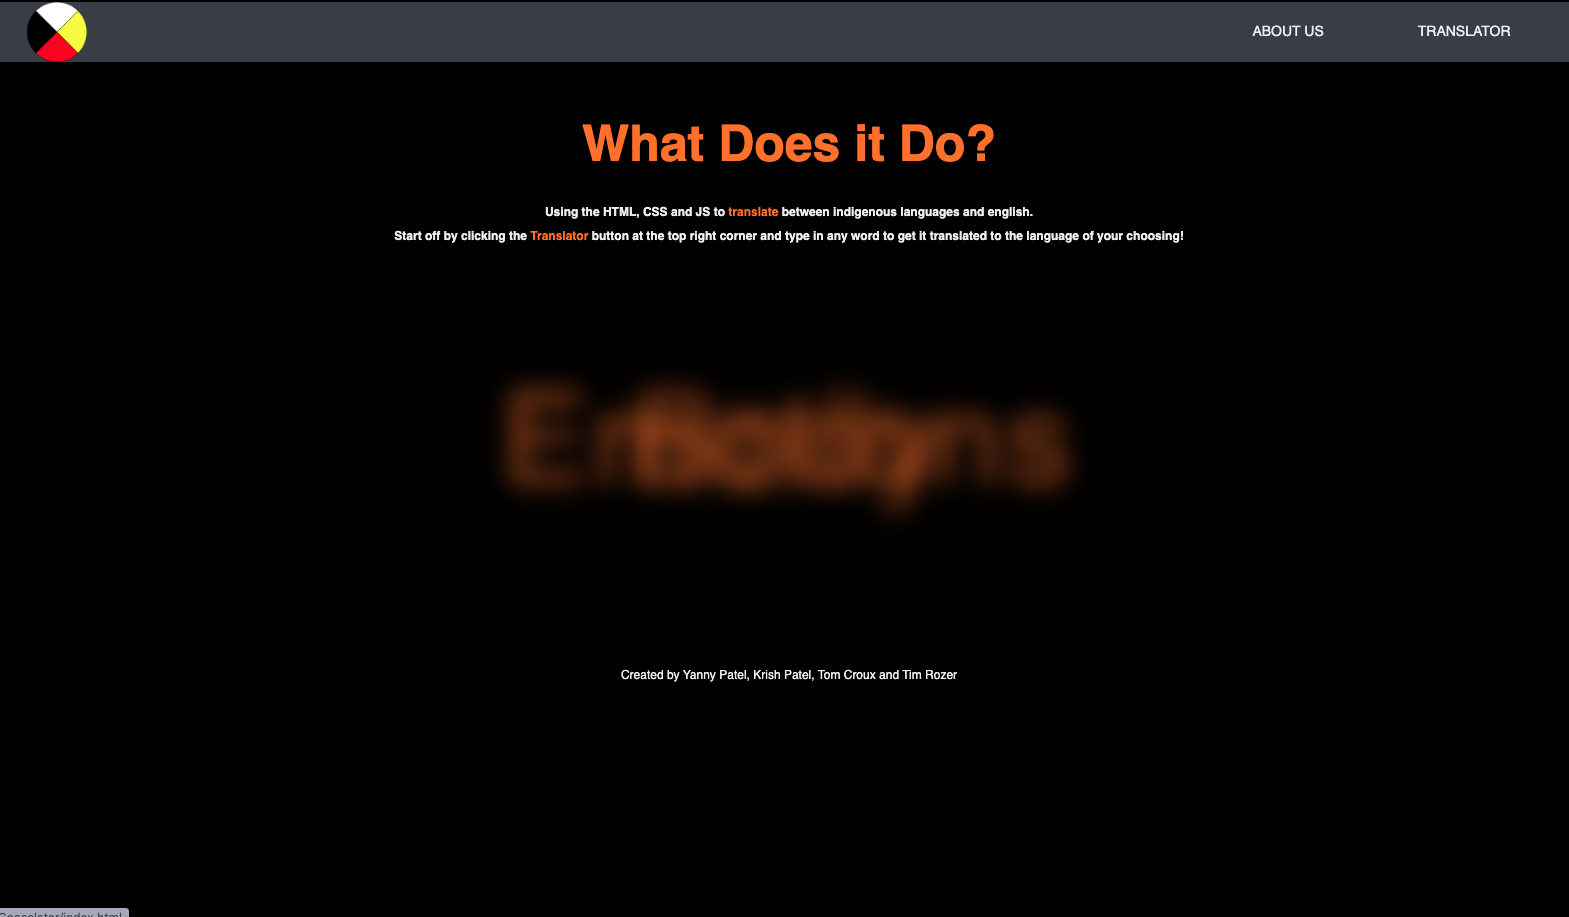 ABOUT US
TRANSLATOR
What Does it Do?
Using the HTML, CSS and JS to translate between indigenous languages and english.
Start off by clicking the Translator button at the top right corner and type in any word to get it translated to the language of your choosing!
Created by Yanny Patel, Krish Patel, Tom Croux and Tim Rozer